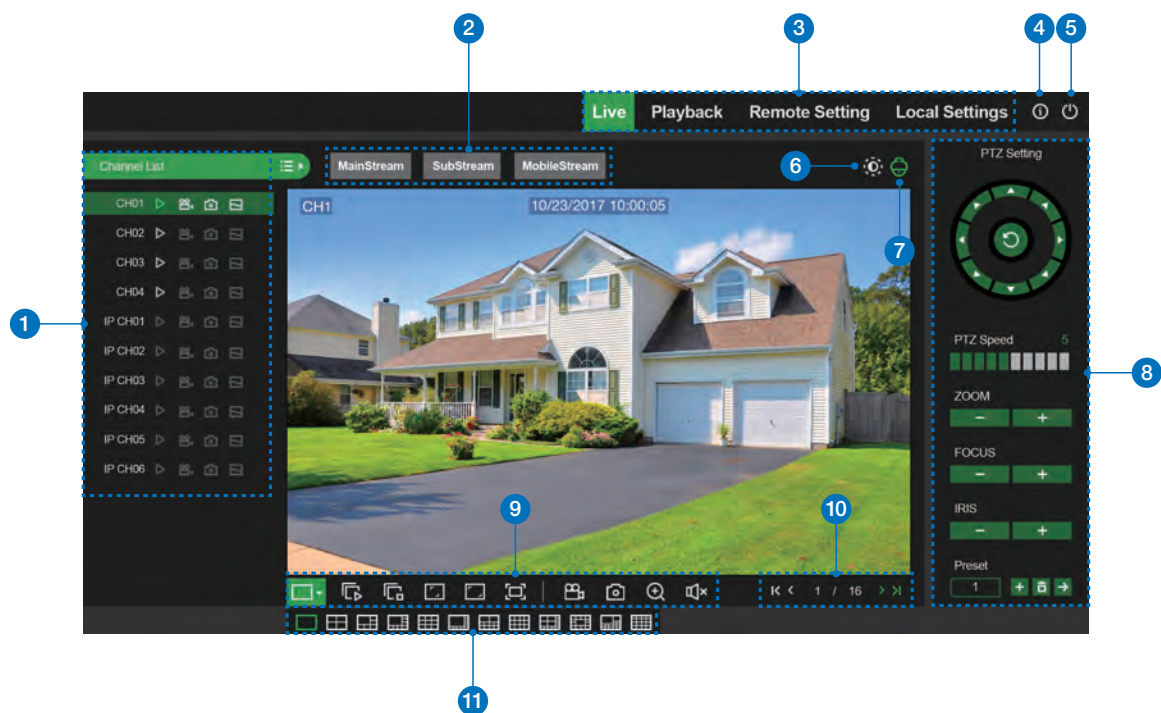 2
3
4
5
Live Playback Remote Setting Local Settings
Channel List
MainStream SubStream MobileStream
6
7
PTZ Setting
CH01
CH02
CH03
CH04
IP CH01
IP CH02
IP CH03
IP CH04
IP CH05
IP CH06
1
CH1
10/23/2017 10:00:05
PTZ Speed 5
8
ZOOM
- +
FOCUS
- +
IRIS
- +
Preset
1 +
9
10
1 / 16
11